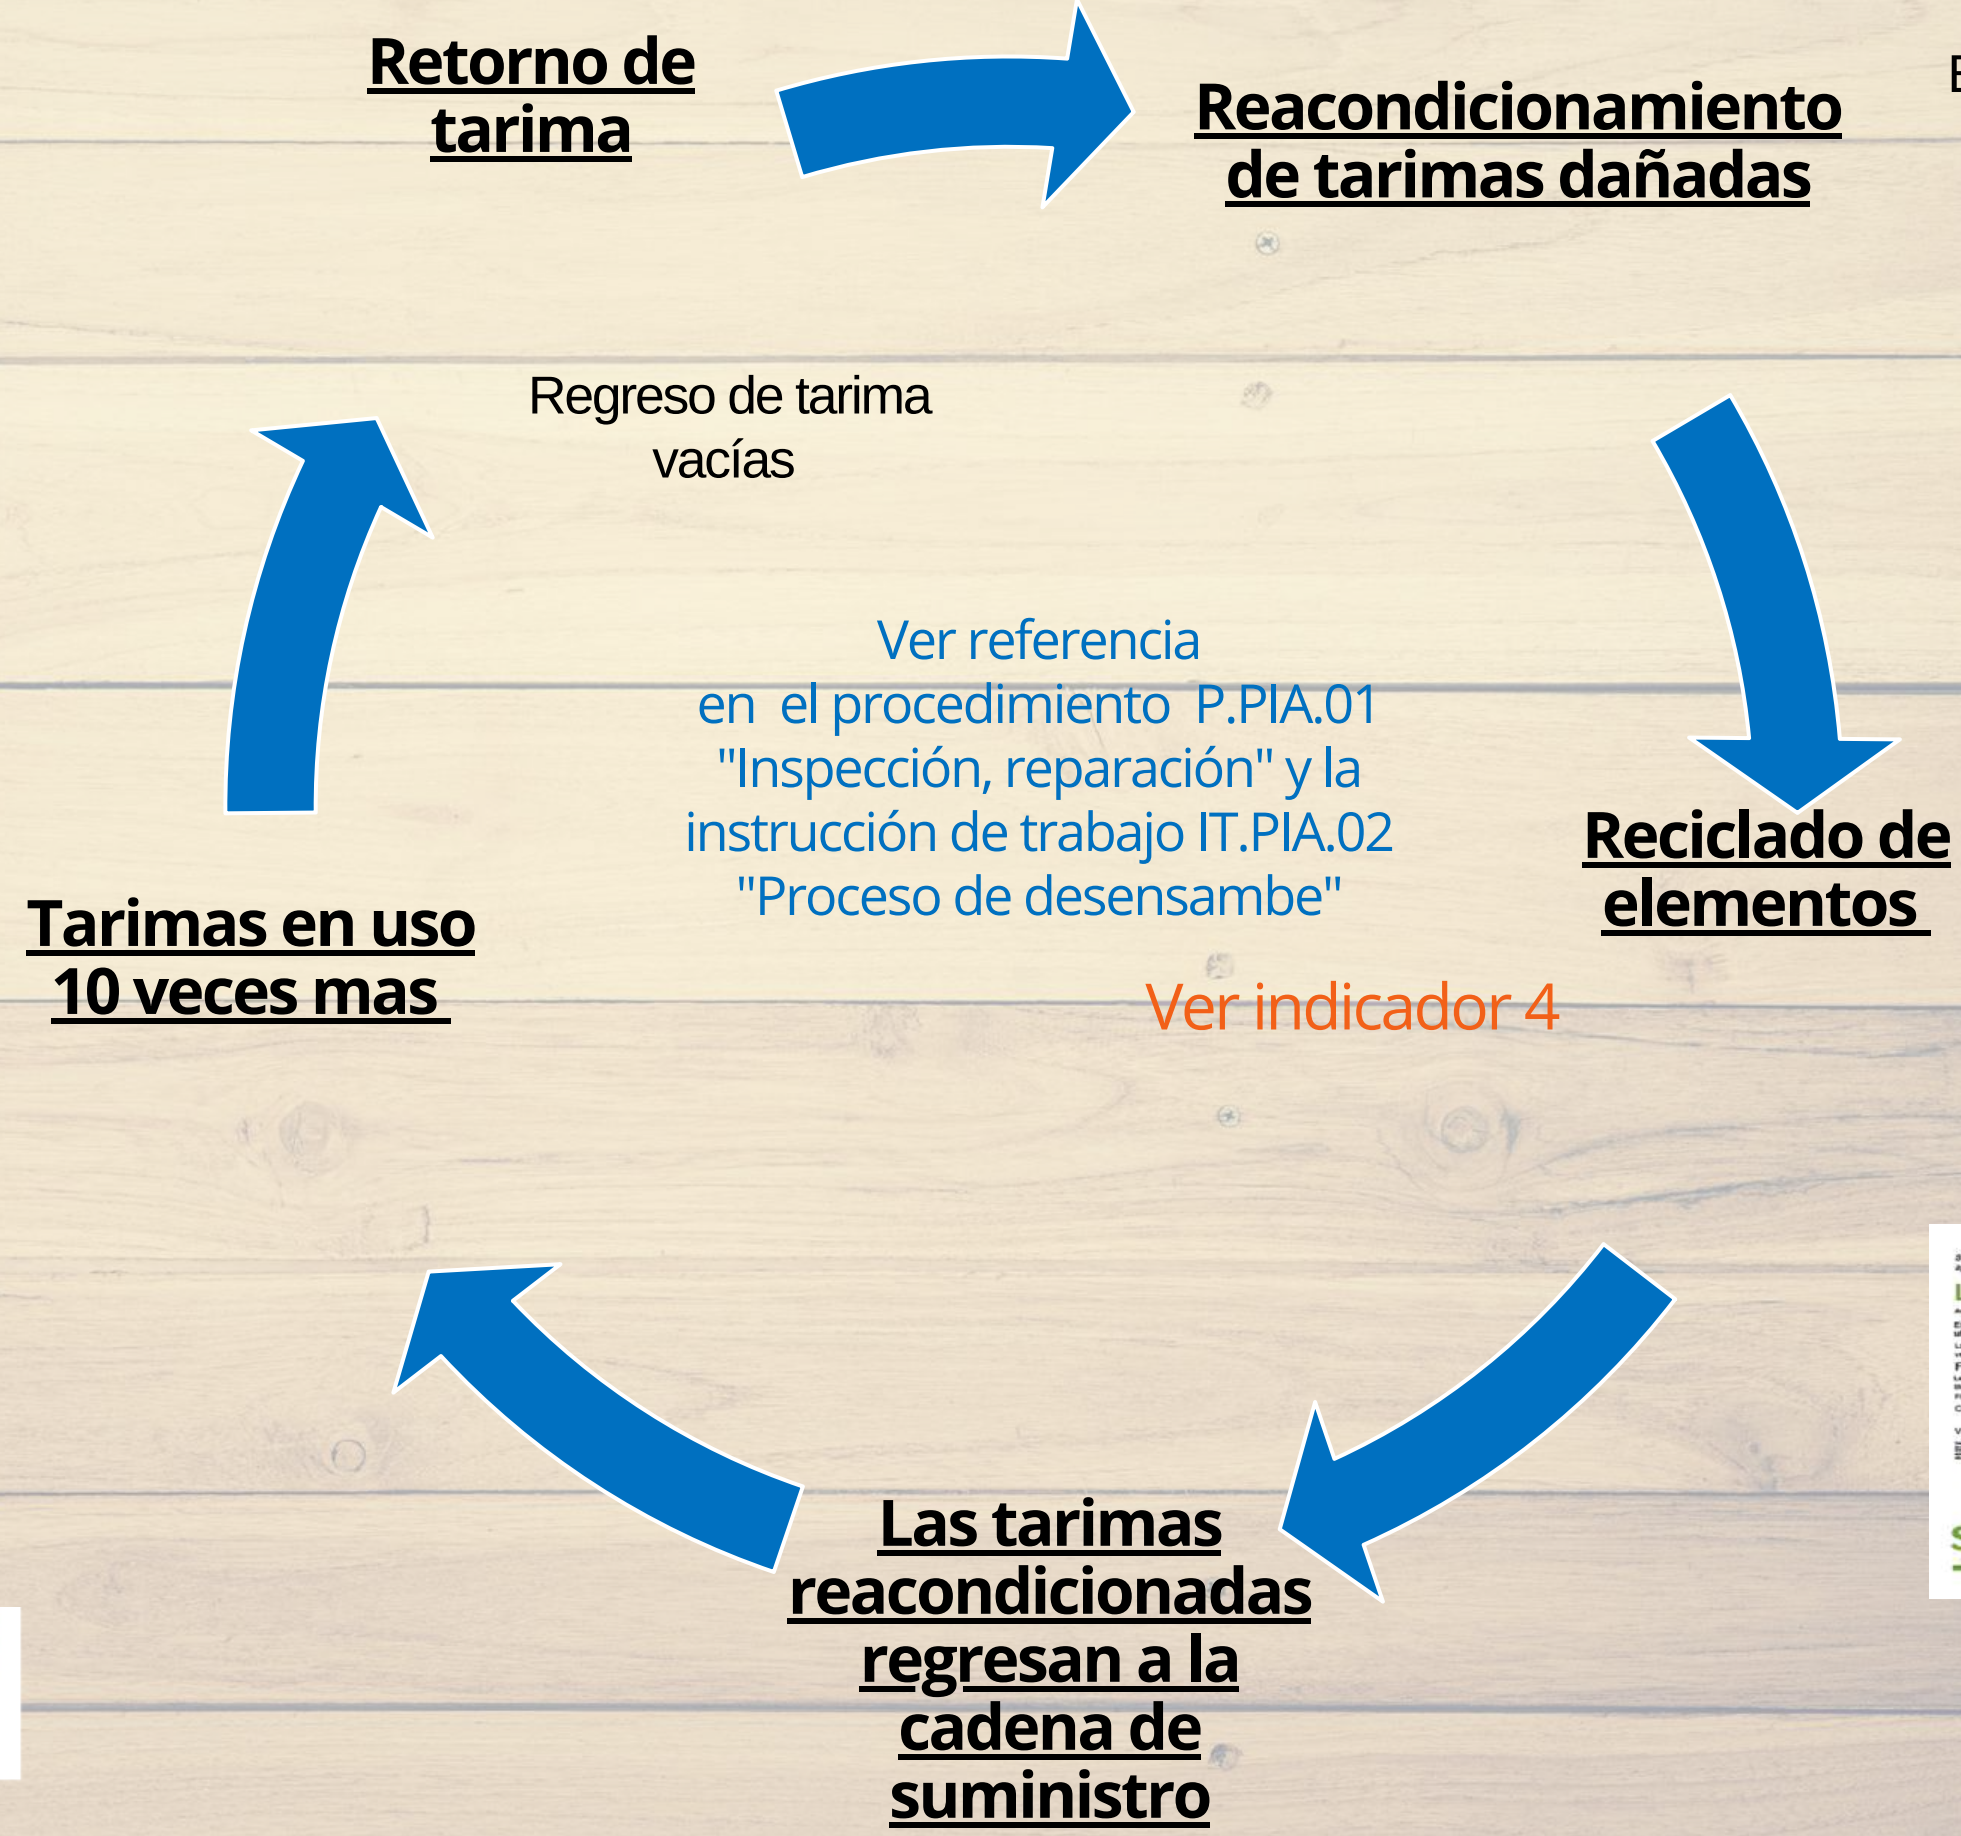 Retorno de
tarima
Reacondicionamiento
de tarimas dañadas
Regreso de tarima
vacías
Ver referencia
en  el procedimiento  P.PIA.01
"Inspección, reparación" y la
instrucción de trabajo IT.PIA.02
"Proceso de desensambe"
Reciclado de
elementos
Tarimas en uso
10 veces mas
Ver indicador 4
Las tarimas
reacondicionadas
regresan a la
cadena de
suministro